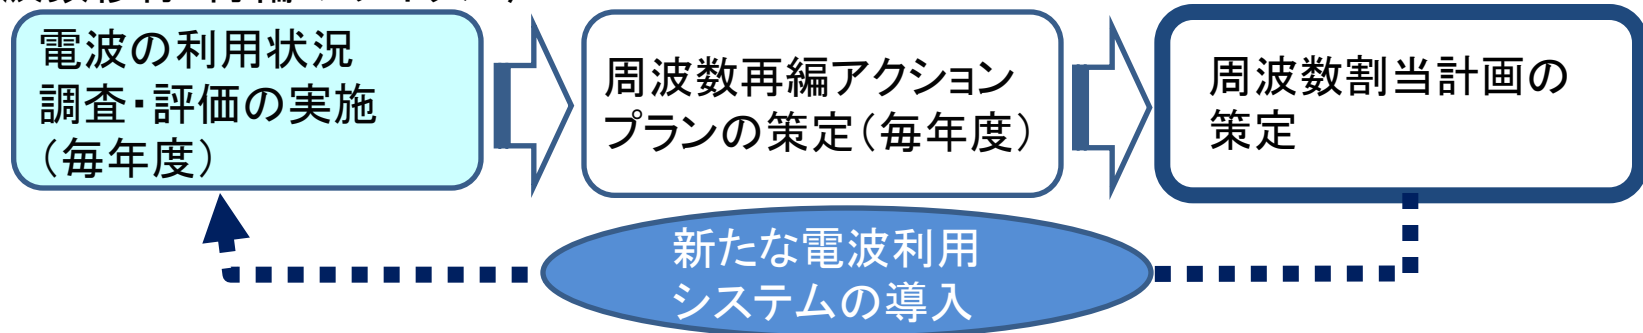 電波の利用状況
調査・評価の実施
(毎年度)
周波数再編アクション
プランの策定(毎年度)
周波数割当計画の
策定
新たな電波利用
システムの導入